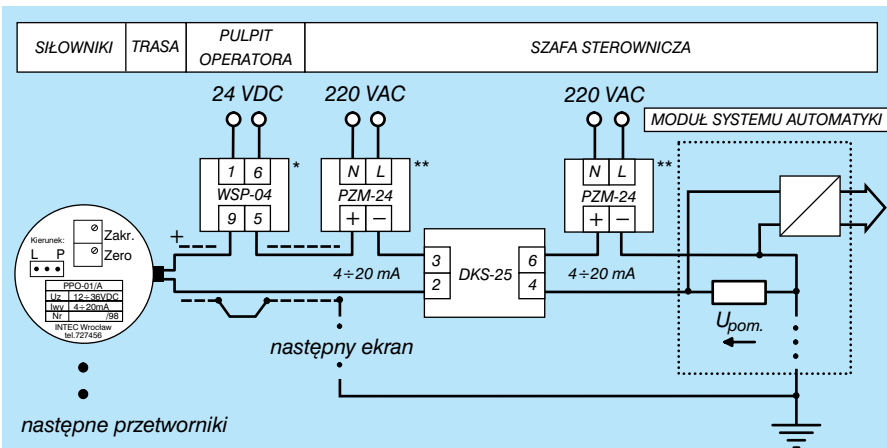 SIŁOWNIKI TRASA PULPIT OPERATORA SZAFA STEROWNICZA
24 VDC 220 VAC 220 VAC
MODUŁ SYSTEMU AUTOMATYKI
1 6 * N L ** N L **
WSP-04 PZM-24 PZM-24
9 5 + − + −
Kierunek: Zakr.
L P Zero
+
PPO-01/A
Uz 12÷36VDC
Iwy 4÷20mA
Nr /98
INTEC Wrocław
tel.727456
4÷20 mA 3 DKS-25 6 4÷20 mA
2 4
Upom.
następny ekran
następne przetworniki